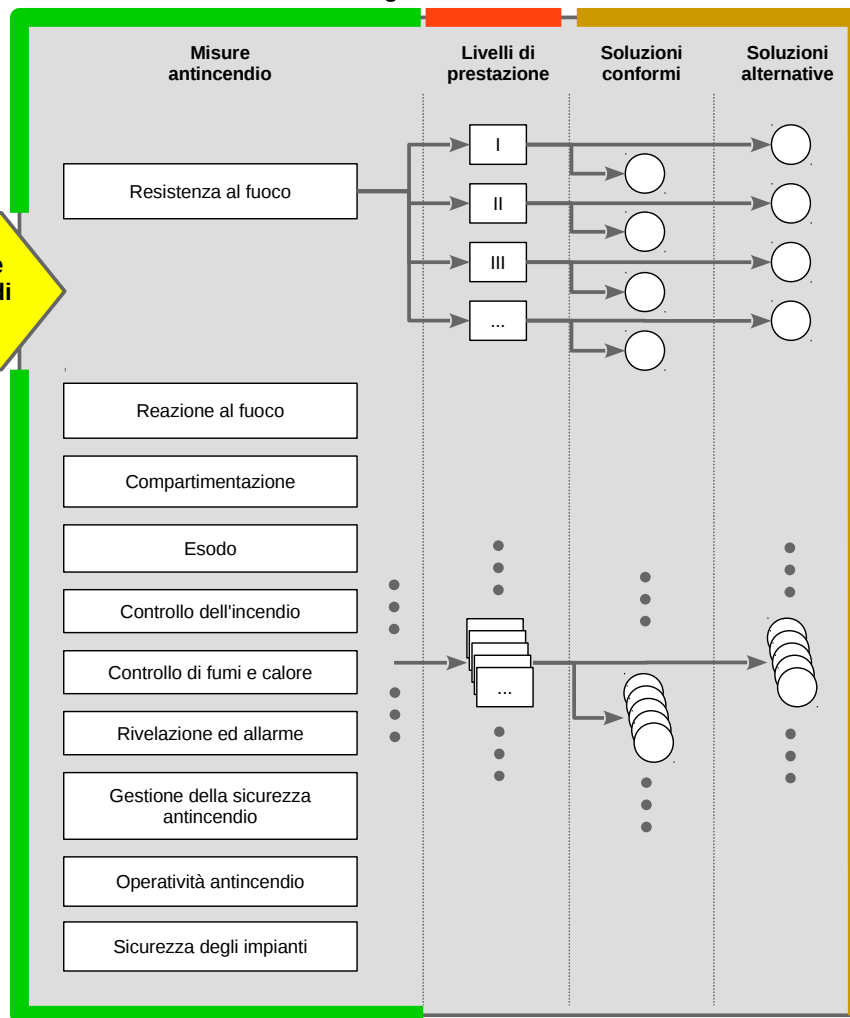 Misure
antincendio
Livelli di
prestazione
Soluzioni
conformi
Soluzioni
alternative
I
Resistenza al fuoco
II
III
...
Reazione al fuoco
Compartimentazione
Esodo
Controllo dell'incendio
Controllo di fumi e calore
...
Rivelazione ed allarme
Gestione della sicurezza
antincendio
Operatività antincendio
Sicurezza degli impianti